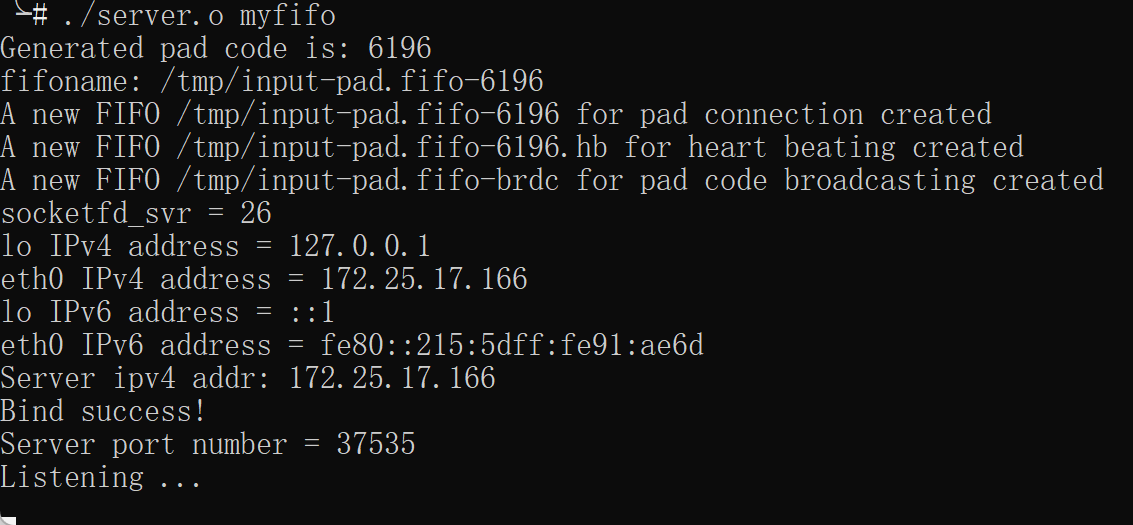 ╰─# ./server.o myfifo
Generated pad code is: 6196
fifoname: /tmp/input-pad.fifo-6196
A new FIFO /tmp/input-pad.fifo-6196 for pad connection created
A new FIFO /tmp/input-pad.fifo-6196.hb for heart beating created
A new FIFO /tmp/input-pad.fifo-brdc for pad code broadcasting created
socketfd_svr = 26
lo IPv4 address = 127.0.0.1
eth0 IPv4 address = 172.25.17.166
lo IPv6 address = ::1
eth0 IPv6 address = fe80::215:5dff:fe91:ae6d
Server ipv4 addr: 172.25.17.166
Bind success!
Server port number = 37535
Listening ...